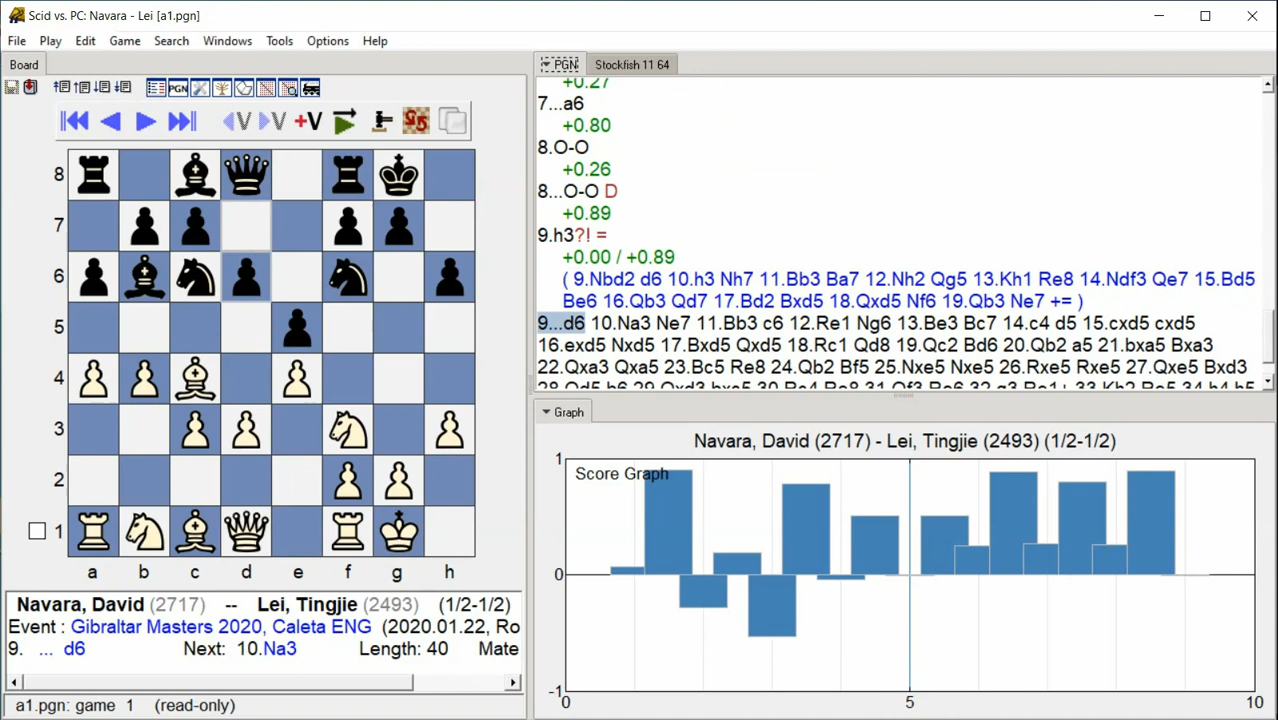 Scid vs. PC: Navara - Lei [a1.pgn]
File Play Edit Game Search Windows Tools Options Help
Board
PGN
V V +V
8
7
6
5
4
3
2
1
a b c d e f g h
Navara, David (2717) -- Lei, Tingjie (2493) (1/2-1/2)
Event : Gibraltar Masters 2020, Caleta ENG (2020.01.22, Ro
9. ... d6 Next: 10.Na3 Length: 40 Mate
a1.pgn: game 1 (read-only)
PGN Stockfish 11 64
+0.27
7...a6
+0.80
8.O-O
+0.26
8...O-O D
+0.89
9.h3?! =
+0.00 / +0.89
( 9.Nbd2 d6 10.h3 Nh7 11.Bb3 Ba7 12.Nh2 Qg5 13.Kh1 Re8 14.Ndf3 Qe7 15.Bd5
Be6 16.Qb3 Qd7 17.Bd2 Bxd5 18.Qxd5 Nf6 19.Qb3 Ne7 += )
9...d6 10.Na3 Ne7 11.Bb3 c6 12.Re1 Ng6 13.Be3 Bc7 14.c4 d5 15.cxd5 cxd5
16.exd5 Nxd5 17.Bxd5 Qxd5 18.Rc1 Qd8 19.Qc2 Bd6 20.Qb2 a5 21.bxa5 Bxa3
22.Qxa3 Qxa5 23.Bc5 Re8 24.Qb2 Bf5 25.Nxe5 Nxe5 26.Rxe5 Rxe5 27.Qxe5 Bxd3
Graph
Navara, David (2717) - Lei, Tingjie (2493) (1/2-1/2)
1
Score Graph
0
-1
0 5 10